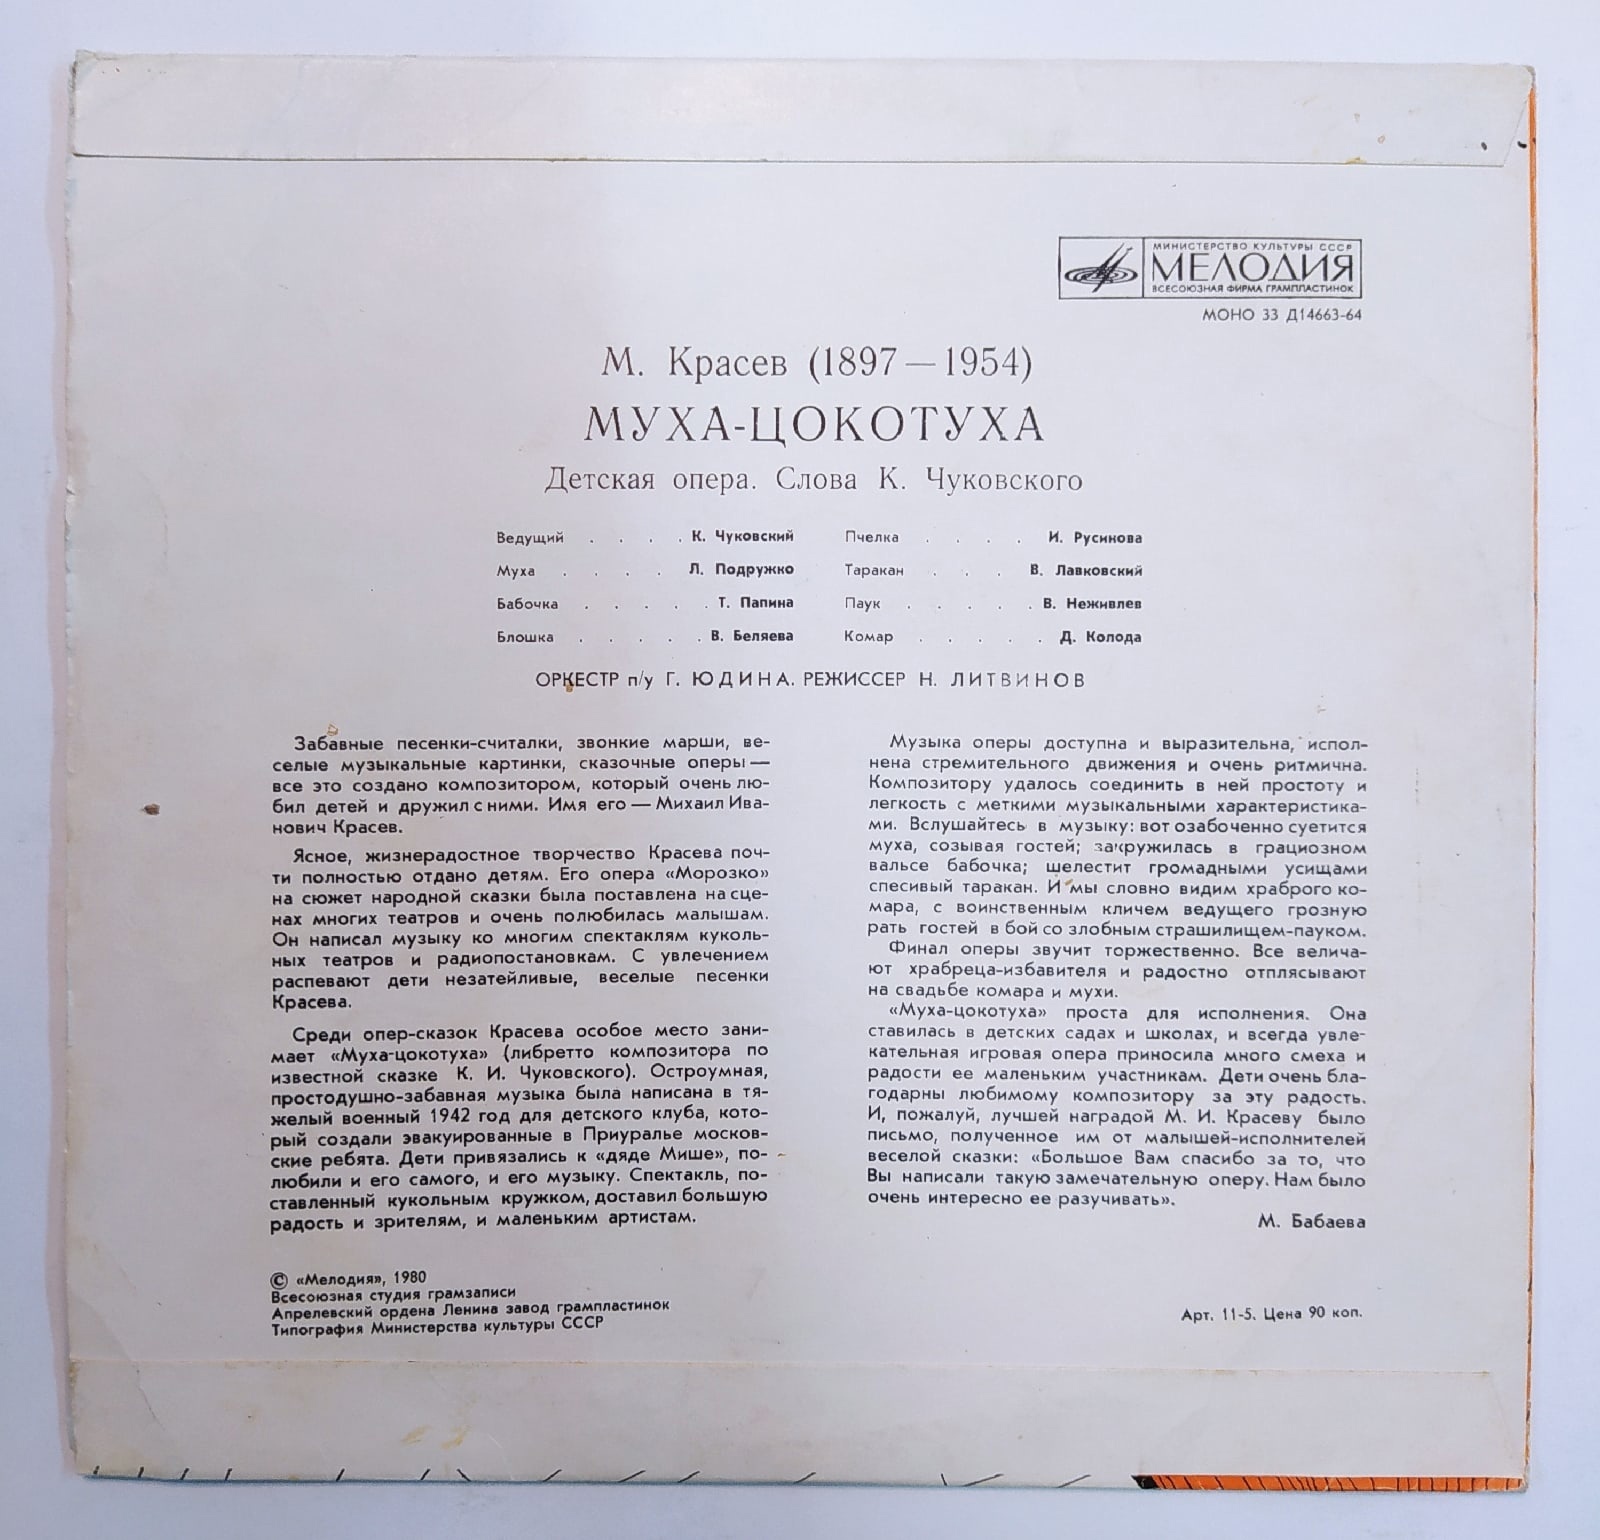 МИНИСТЕРСТВО КУЛЬТУРЫ СССР
МЕЛОДИЯ
ВСЕСОЮЗНАЯ ФИРМА ГРАМПЛАСТИНОК
МОНО 33 Д14663-64
М. Красев (1897—1954)
МУХА-ЦОКОТУХА
Детская опера. Слова К. Чуковского
Ведущий . . . . К. Чуковский
Муха . . . . Л. Подружко
Бабочка . . . . . Т. Папина
Блошка . . . . . В. Беляева
Пчелка . . . . И. Русинова
Таракан . . . В. Лавковский
Паук . . . . . В. Неживлев
Комар . . . . . Д. Колода
ОРКЕСТР п/у Г. ЮДИНА. РЕЖИССЕР Н. ЛИТВИНОВ
Забавные песенки-считалки, звонкие марши, ве-
селые музыкальные картинки, сказочные оперы —
все это создано композитором, который очень лю-
бил детей и дружил с ними. Имя его — Михаил Ива-
нович Красев.
Ясное, жизнерадостное творчество Красева поч-
ти полностью отдано детям. Его опера «Морозко»
на сюжет народной сказки была поставлена на сце-
нах многих театров и очень полюбилась малышам.
Он написал музыку ко многим спектаклям куколь-
ных театров и радиопостановкам. С увлечением
распевают дети незатейливые, веселые песенки
Красева.
Среди опер-сказок Красева особое место зани-
мает «Муха-цокотуха» (либретто композитора по
известной сказке К. И. Чуковского). Остроумная,
простодушно-забавная музыка была написана в тя-
желый военный 1942 год для детского клуба, кото-
рый создали эвакуированные в Приуралье москов-
ские ребята. Дети привязались к «дяде Мише», по-
любили и его самого, и его музыку. Спектакль, по-
ставленный кукольным кружком, доставил большую
радость и зрителям, и маленьким артистам.
Музыка оперы доступна и выразительна, испол-
нена стремительного движения и очень ритмична.
Композитору удалось соединить в ней простоту и
легкость с меткими музыкальными характеристика-
ми. Вслушайтесь в музыку: вот озабоченно суетится
муха, созывая гостей; закружилась в грациозном
вальсе бабочка; шелестит громадными усищами
спесивый таракан. И мы словно видим храброго ко-
мара, с воинственным кличем ведущего грозную
рать гостей в бой со злобным страшилищем-пауком.
Финал оперы звучит торжественно. Все велича-
ют храбреца-избавителя и радостно отплясывают
на свадьбе комара и мухи.
«Муха-цокотуха» проста для исполнения. Она
ставилась в детских садах и школах, и всегда увле-
кательная игровая опера приносила много смеха и
радости ее маленьким участникам. Дети очень бла-
годарны любимому композитору за эту радость.
И, пожалуй, лучшей наградой М. И. Красеву было
письмо, полученное им от малышей-исполнителей
веселой сказки: «Большое Вам спасибо за то, что
Вы написали такую замечательную оперу. Нам было
очень интересно ее разучивать».
М. Бабаева
© «Мелодия», 1980
Всесоюзная студия грамзаписи
Апрелевский ордена Ленина завод грампластинок
Типография Министерства культуры СССР
Арт. 11-5. Цена 90 коп.